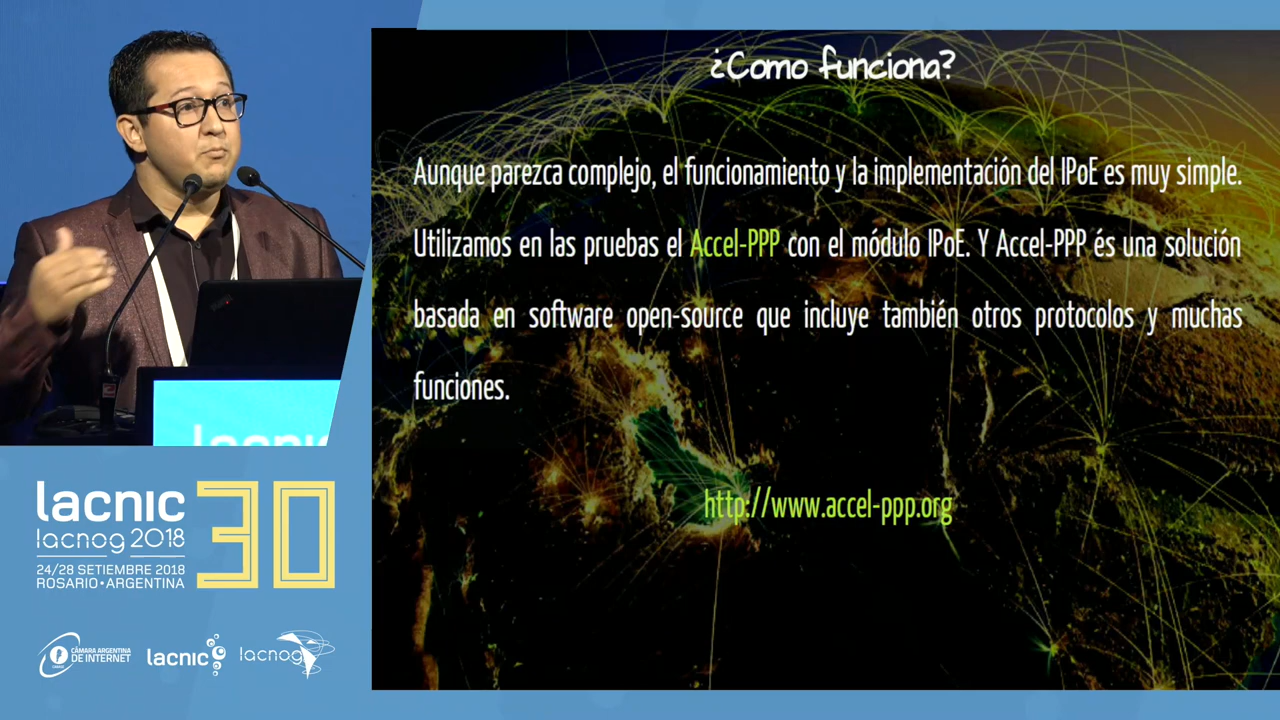 ¿Como funciona?
Aunque parezca complejo, el funcionamiento y la implementación del IPoE es muy simple.
Utilizamos en las pruebas el Accel-PPP con el módulo IPoE. Y Accel-PPP és una solución
basada en software open-source que incluye también otros protocolos y muchas
funciones.
http://www.accel-ppp.org
lacnic
lacnic 30
lacnog 2018
24/28 SETIEMBRE 2018
ROSARIO•ARGENTINA
CÁMARA ARGENTINA
DE INTERNET
lacnic
lacnog